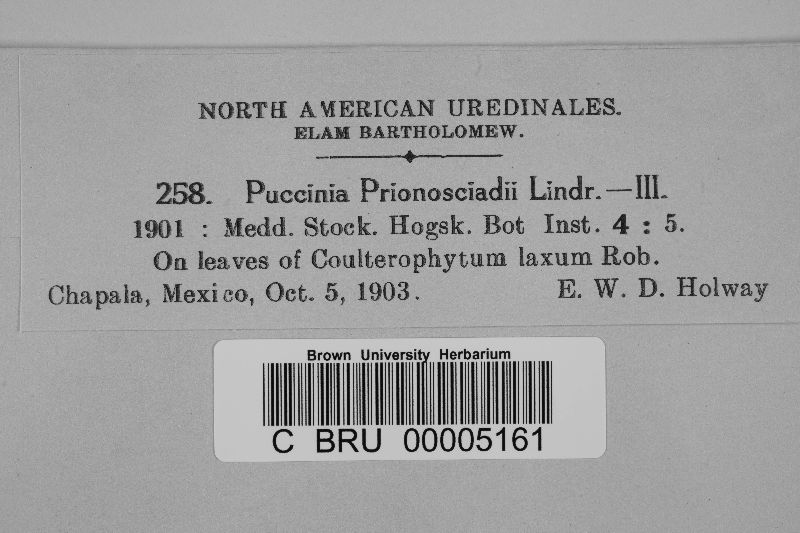 NORTH AMERICAN UREDINALES.
ELAM BARTHOLOMEW.
258. Puccinia Prionosciadii Lindr.—III.
1901 : Medd. Stock. Hogsk. Bot Inst. 4 : 5.
On leaves of Coulterophytum laxum Rob.
Chapala, Mexico, Oct. 5, 1903. E. W. D. Holway
Brown University Herbarium
C BRU 00005161